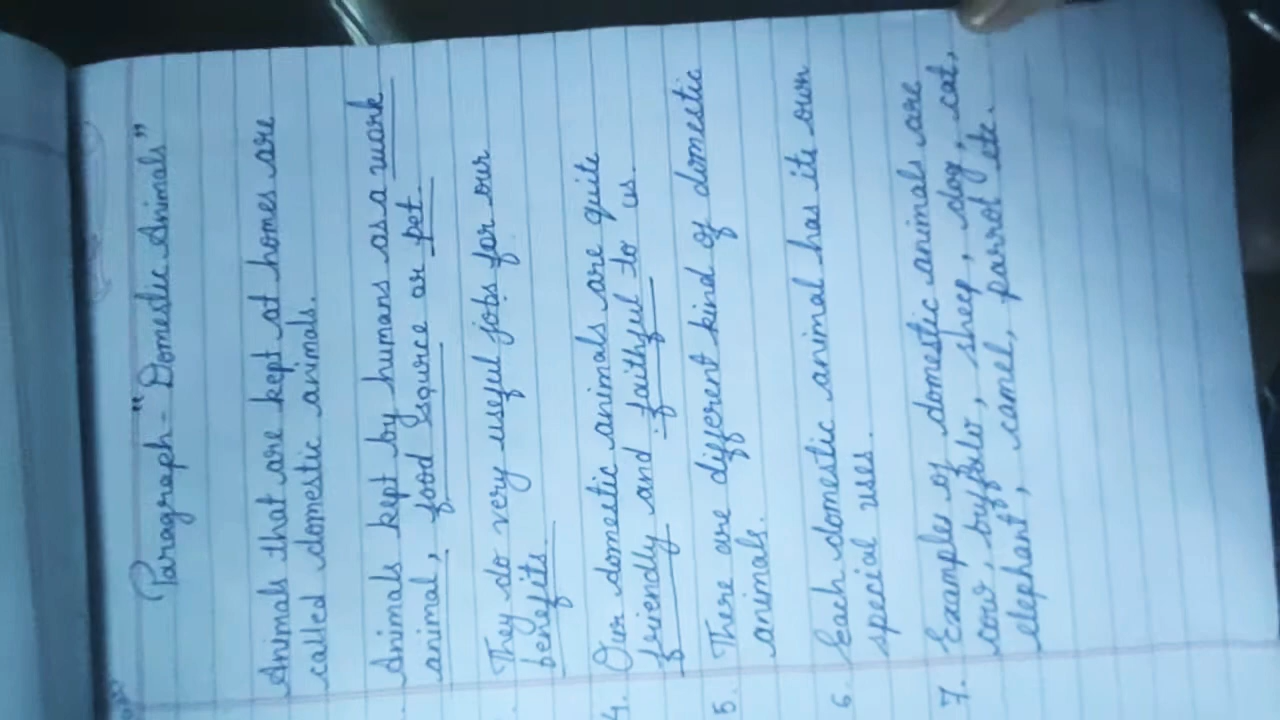 Paragraph - "Domestic Animals"
Animals that are kept at homes are
called domestic animals.
Animals kept by humans as a work
animal, food squrce or pet.
They do very useful jobs for our
benefits.
4. Our domestic animals are quite
friendly and faithful to us.
5. There are different kind of domestic
animals.
6. Each domestic animal has its own
special uses.
7. Examples of domestic animals are
cow, buffalo, sheep, dog, cat,
elephant, camel, parrot etc.